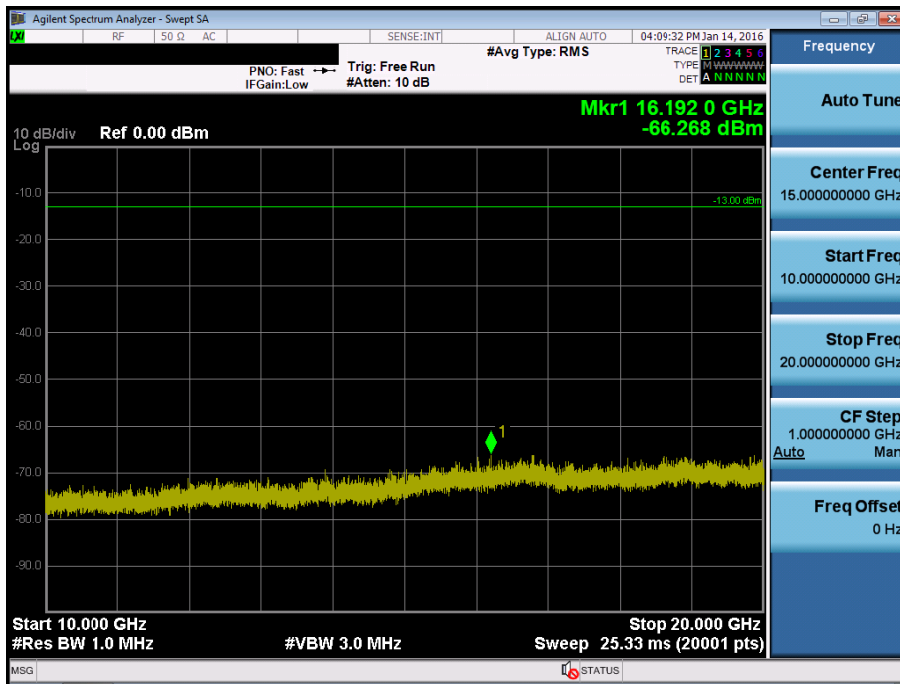 Agilent Spectrum Analyzer - Swept SA
LXI RF 50 Ω AC SENSE:INT ALIGN AUTO 04:09:32 PM Jan 14, 2016
PNO: Fast
IFGain:Low
Trig: Free Run
#Atten: 10 dB
#Avg Type: RMS
TRACE 1 2 3 4 5 6
TYPE M WWWWW
DET A N N N N N
Mkr1 16.192 0 GHz
-66.268 dBm
10 dB/div Ref 0.00 dBm
Log
-10.0
-13.00 dBm
-20.0
-30.0
-40.0
-50.0
-60.0
1
-70.0
-80.0
-90.0
Start 10.000 GHz Stop 20.000 GHz
#Res BW 1.0 MHz #VBW 3.0 MHz Sweep 25.33 ms (20001 pts)
MSG STATUS
Frequency
Auto Tune
Center Freq
15.000000000 GHz
Start Freq
10.000000000 GHz
Stop Freq
20.000000000 GHz
CF Step
1.000000000 GHz
Auto Man
Freq Offset
0 Hz